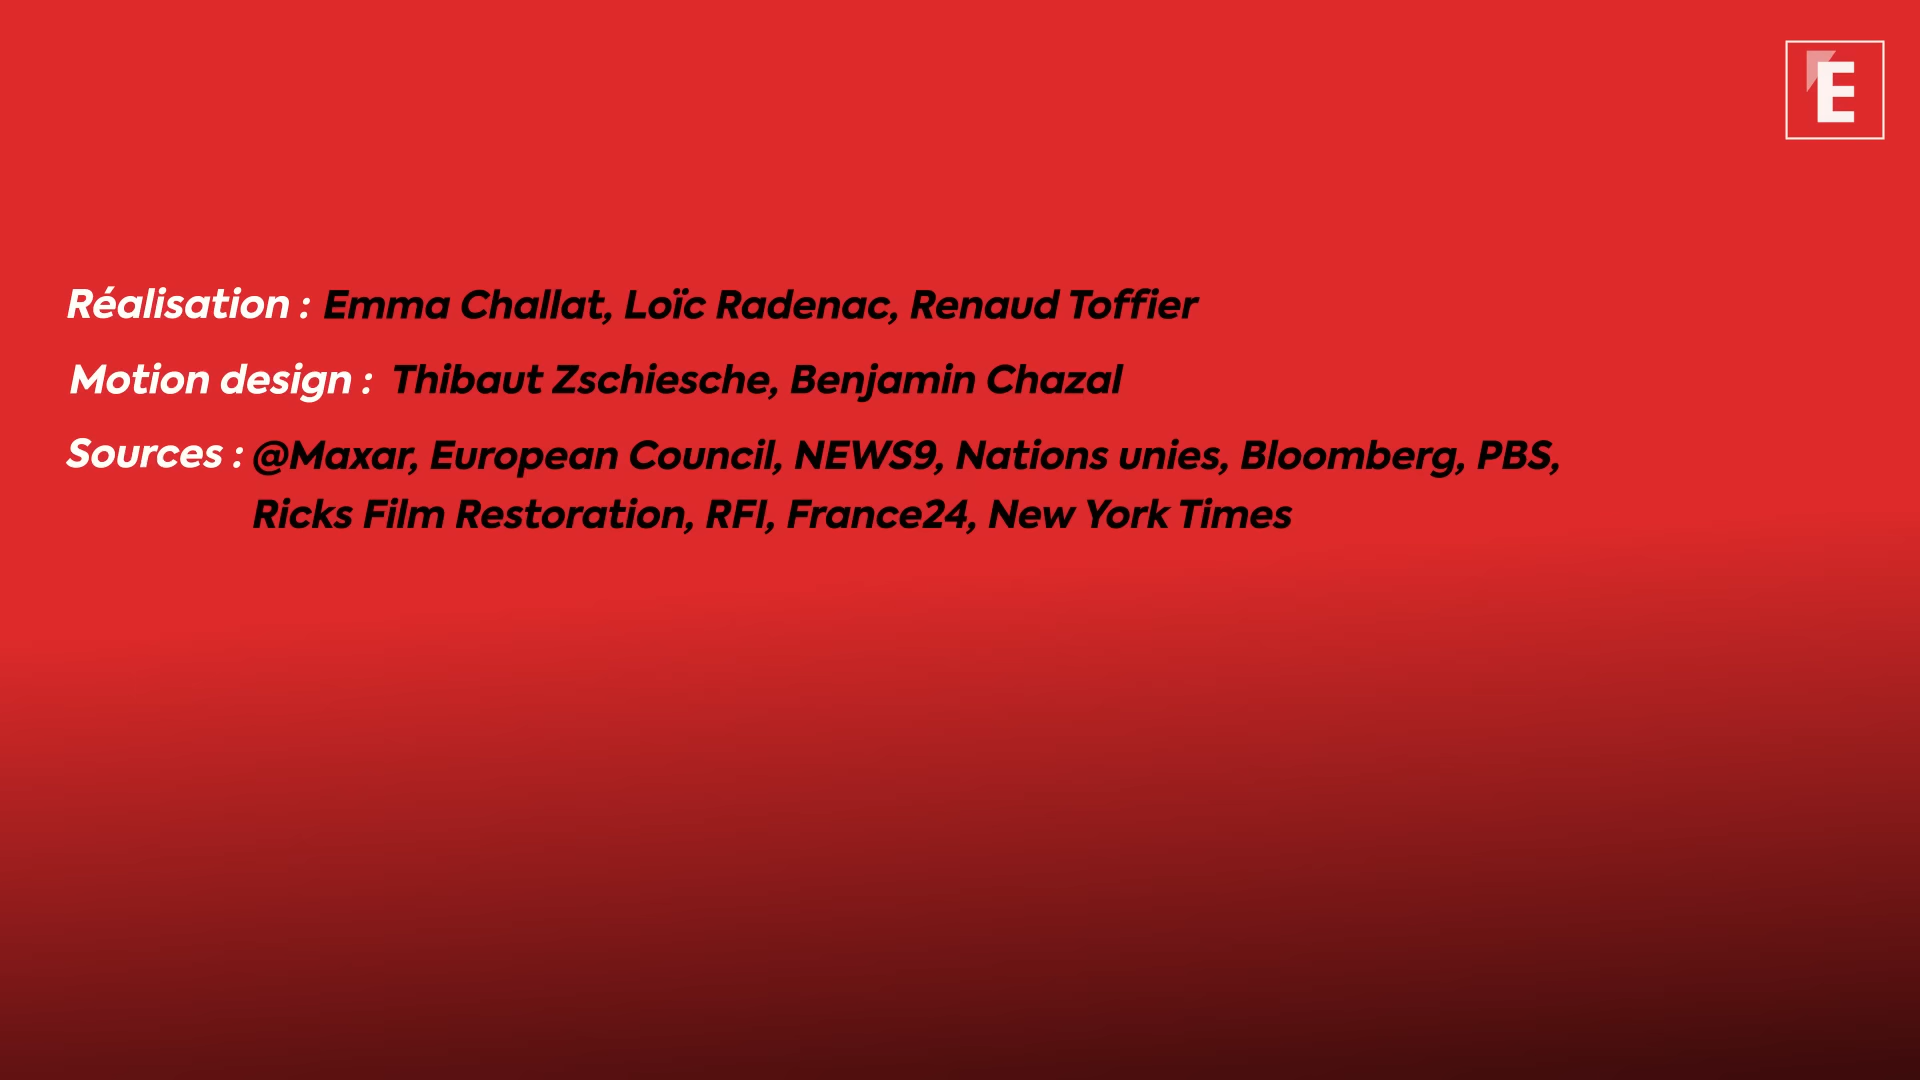 E
Réalisation : Emma Challat, Loïc Radenac, Renaud Toffier
Motion design : Thibaut Zschiesche, Benjamin Chazal
Sources : @Maxar, European Council, NEWS9, Nations unies, Bloomberg, PBS,
Ricks Film Restoration, RFI, France24, New York Times